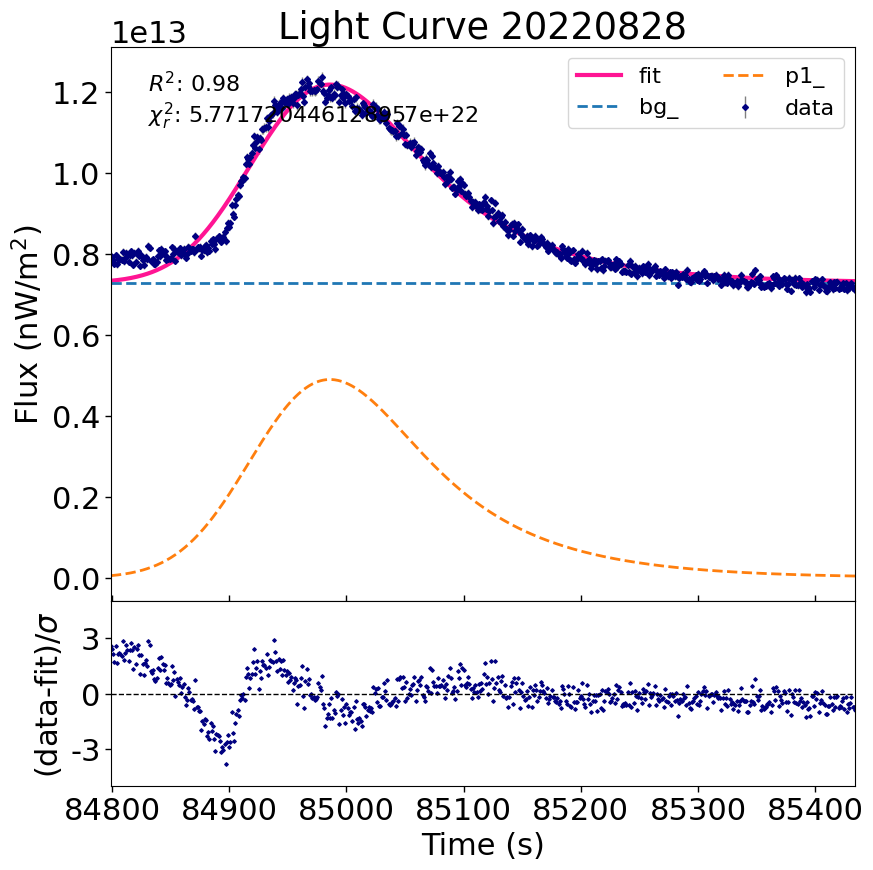 Light Curve 20220828
1e13
R²: 0.98
χ²ᵣ: 5.771720446128957e+22
fit
bg_
p1_
data
Flux (nW/m²)
1.2
1.0
0.8
0.6
0.4
0.2
0.0
(data-fit)/σ
3
0
-3
84800 84900 85000 85100 85200 85300 85400
Time (s)